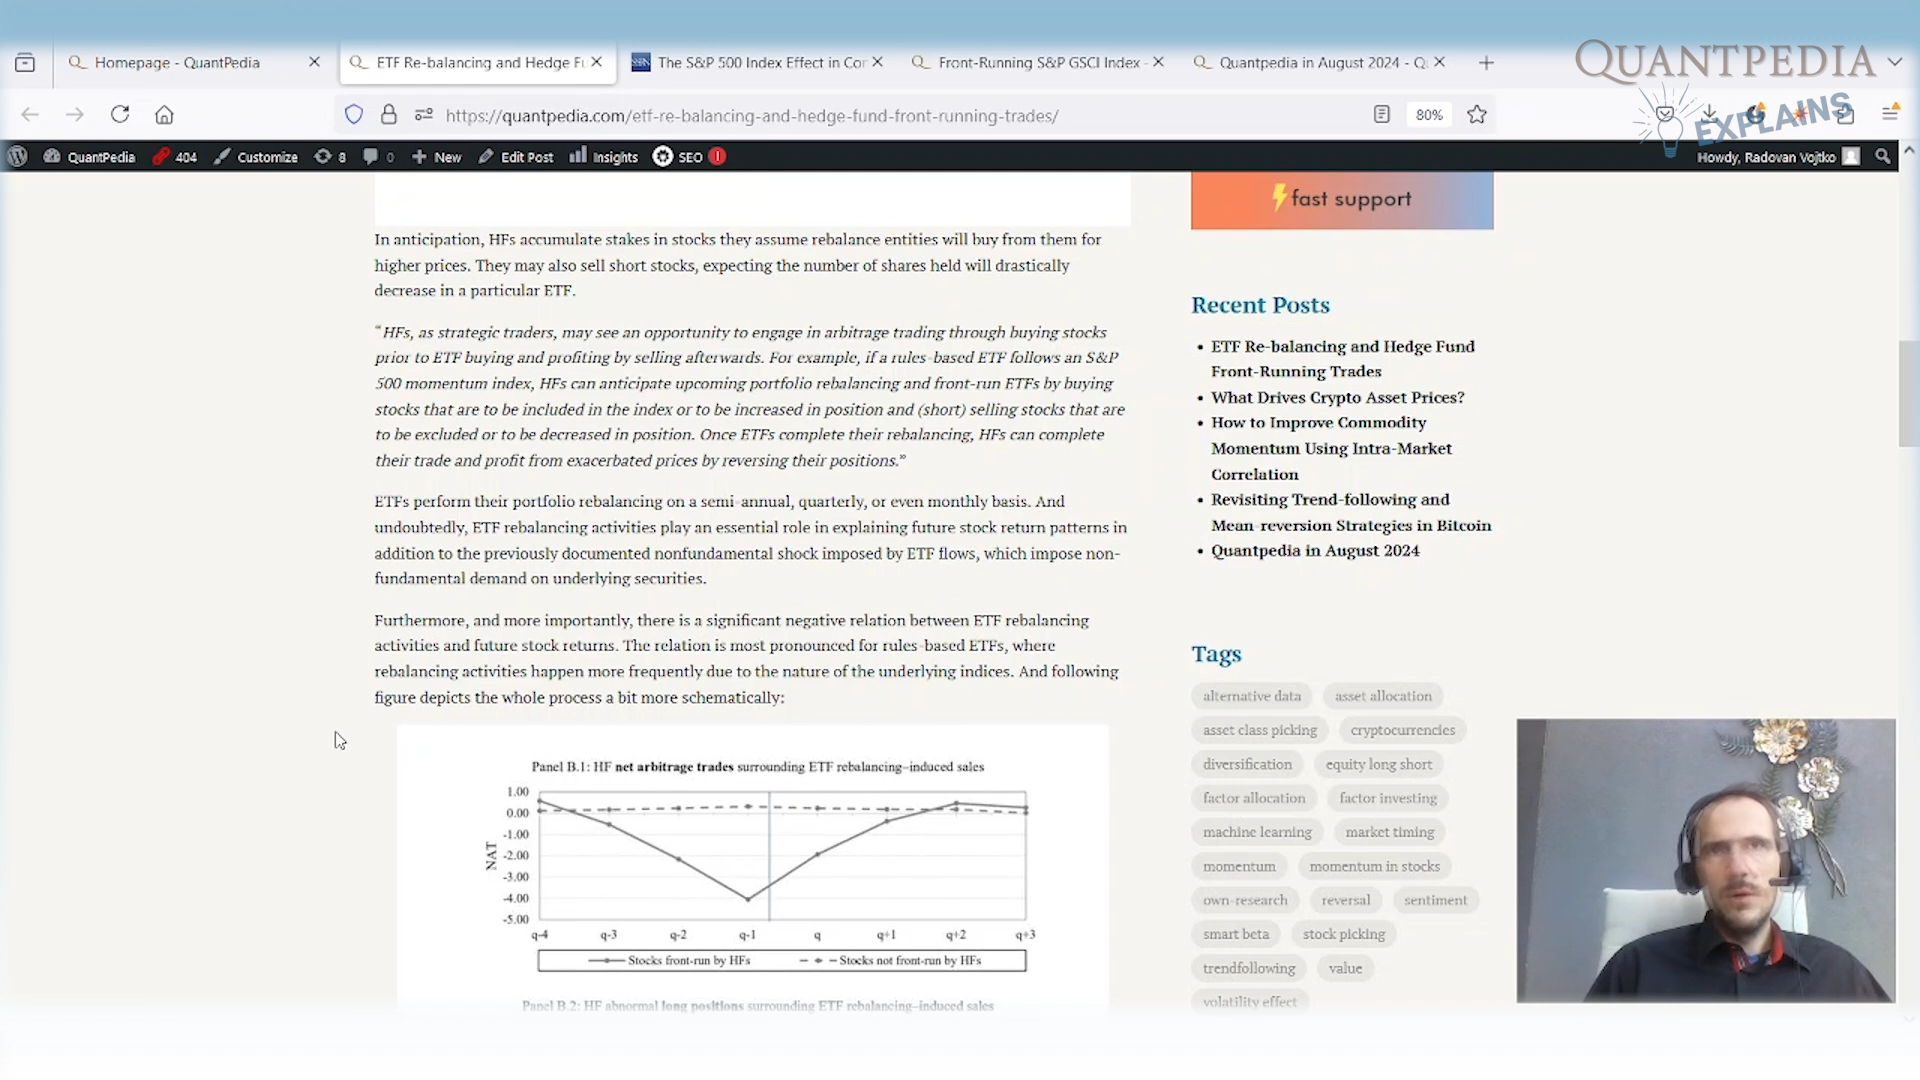 Homepage - QuantPedia
ETF Re-balancing and Hedge Fu
SSRN
The S&P 500 Index Effect in Cor
Front-Running S&P GSCI Index -
Quantpedia in August 2024 - Q
QUANTPEDIA
EXPLAINS
https://quantpedia.com/etf-re-balancing-and-hedge-fund-front-running-trades/
80%
QuantPedia
404
Customize
8
0
New
Edit Post
Insights
SEO
Howdy, Radovan Vojtko
fast support
In anticipation, HFs accumulate stakes in stocks they assume rebalance entities will buy from them for
higher prices. They may also sell short stocks, expecting the number of shares held will drastically
decrease in a particular ETF.
“HFs, as strategic traders, may see an opportunity to engage in arbitrage trading through buying stocks
prior to ETF buying and profiting by selling afterwards. For example, if a rules-based ETF follows an S&P
500 momentum index, HFs can anticipate upcoming portfolio rebalancing and front-run ETFs by buying
stocks that are to be included in the index or to be increased in position and (short) selling stocks that are
to be excluded or to be decreased in position. Once ETFs complete their rebalancing, HFs can complete
their trade and profit from exacerbated prices by reversing their positions.”
ETFs perform their portfolio rebalancing on a semi-annual, quarterly, or even monthly basis. And
undoubtedly, ETF rebalancing activities play an essential role in explaining future stock return patterns in
addition to the previously documented nonfundamental shock imposed by ETF flows, which impose non-
fundamental demand on underlying securities.
Furthermore, and more importantly, there is a significant negative relation between ETF rebalancing
activities and future stock returns. The relation is most pronounced for rules-based ETFs, where
rebalancing activities happen more frequently due to the nature of the underlying indices. And following
figure depicts the whole process a bit more schematically:
Panel B.1: HF net arbitrage trades surrounding ETF rebalancing–induced sales
NAT
1.00
0.00
-1.00
-2.00
-3.00
-4.00
-5.00
q-4 q-3 q-2 q-1 q q+1 q+2 q+3
Stocks front-run by HFs
Stocks not front-run by HFs
Panel B.2: HF abnormal long positions surrounding ETF rebalancing–induced sales
Recent Posts
ETF Re-balancing and Hedge Fund
Front-Running Trades
What Drives Crypto Asset Prices?
How to Improve Commodity
Momentum Using Intra-Market
Correlation
Revisiting Trend-following and
Mean-reversion Strategies in Bitcoin
Quantpedia in August 2024
Tags
alternative data
asset allocation
asset class picking
cryptocurrencies
diversification
equity long short
factor allocation
factor investing
machine learning
market timing
momentum
momentum in stocks
own-research
reversal
sentiment
smart beta
stock picking
trendfollowing
value
volatility effect